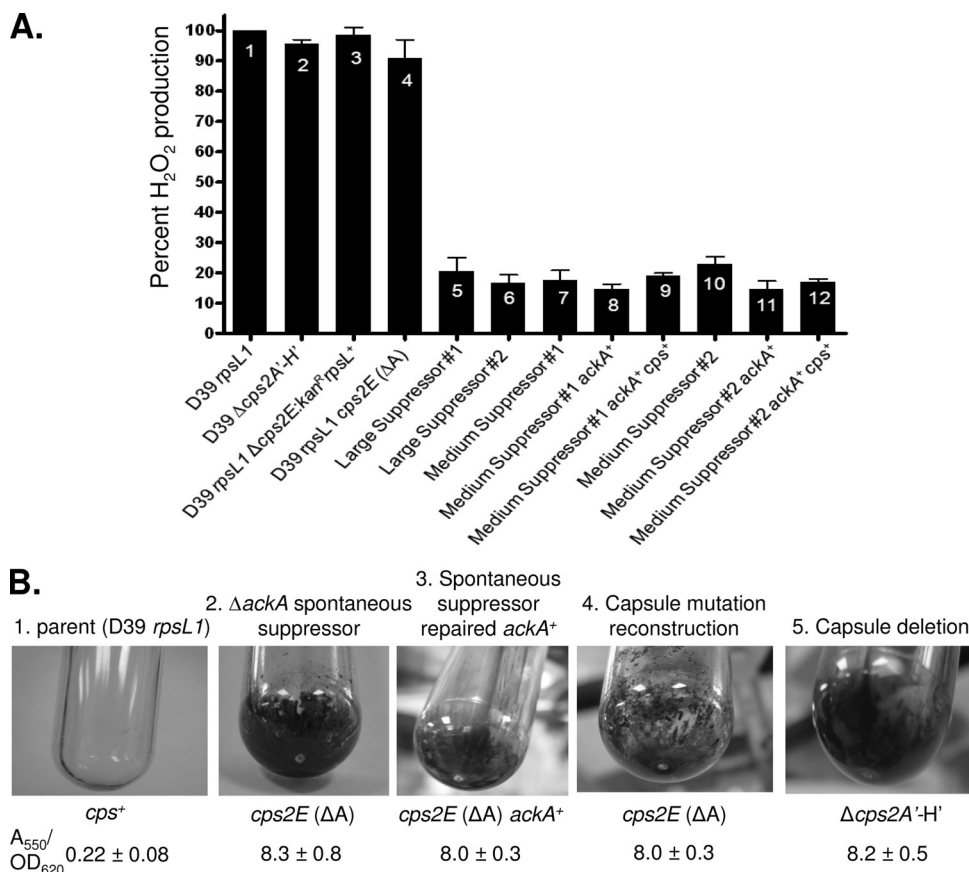 A.
Percent H₂O₂ production
100
90
80
70
60
50
40
30
20
10
0
1
2
3
4
5
6
7
8
9
10
11
12
D39 rpsL1
D39 Δcps2A'-H'
D39 rpsL1 Δcps2E:kanᴿrpsL⁺
D39 rpsL1 cps2E (ΔA)
Large Suppressor #1
Large Suppressor #2
Medium Suppressor #1
Medium Suppressor #1 ackA⁺
Medium Suppressor #1 ackA⁺ cps⁺
Medium Suppressor #2
Medium Suppressor #2 ackA⁺
Medium Suppressor #2 ackA⁺ cps⁺
B.
1. parent (D39 rpsL1)
2. ΔackA spontaneous
suppressor
3. Spontaneous
suppressor
repaired ackA⁺
4. Capsule mutation
reconstruction
5. Capsule deletion
cps⁺
cps2E (ΔA)
cps2E (ΔA) ackA⁺
cps2E (ΔA)
Δcps2A'-H'
A₅₅₀/
OD₆₂₀
0.22 ± 0.08
8.3 ± 0.8
8.0 ± 0.3
8.0 ± 0.3
8.2 ± 0.5